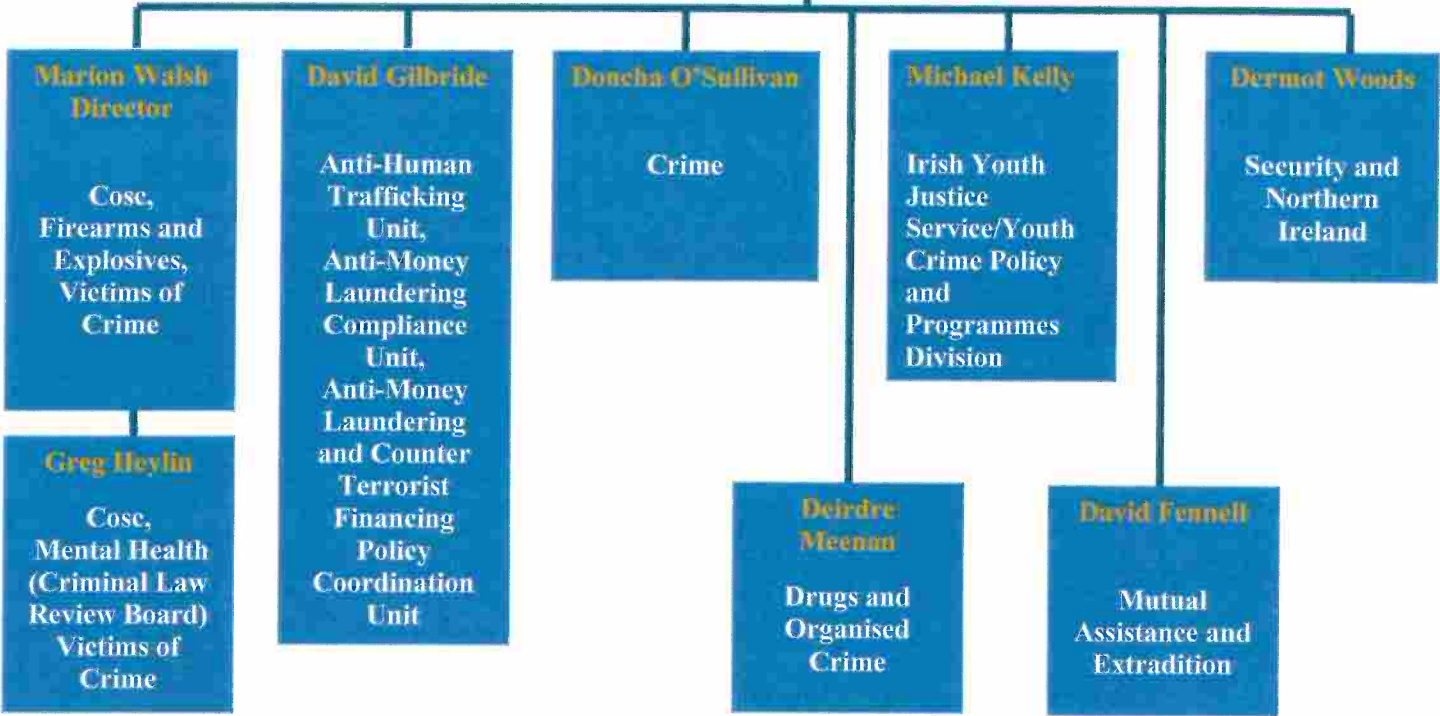 Marion Walsh
Director
Cosc,
Firearms and
Explosives,
Victims of
Crime
Greg Heylin
Cosc,
Mental Health
(Criminal Law
Review Board)
Victims of
Crime
David Gilbride
Anti-Human
Trafficking
Unit,
Anti-Money
Laundering
Compliance
Unit,
Anti-Money
Laundering
and Counter
Terrorist
Financing
Policy
Coordination
Unit
Doncha O'Sullivan
Crime
Deirdre
Meenan
Drugs and
Organised
Crime
Michael Kelly
Irish Youth
Justice
Service/Youth
Crime Policy
and
Programmes
Division
David Fennell
Mutual
Assistance and
Extradition
Dermot Woods
Security and
Northern
Ireland